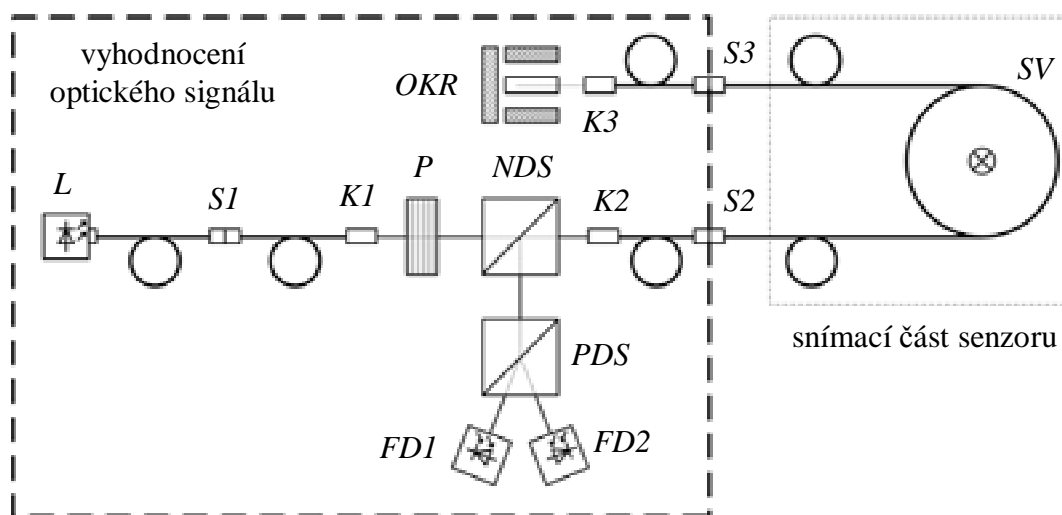 vyhodnocení
optického signálu
OKR
K3
S3
SV
L
S1
K1
P
NDS
K2
S2
PDS
FD1
FD2
snímací část senzoru